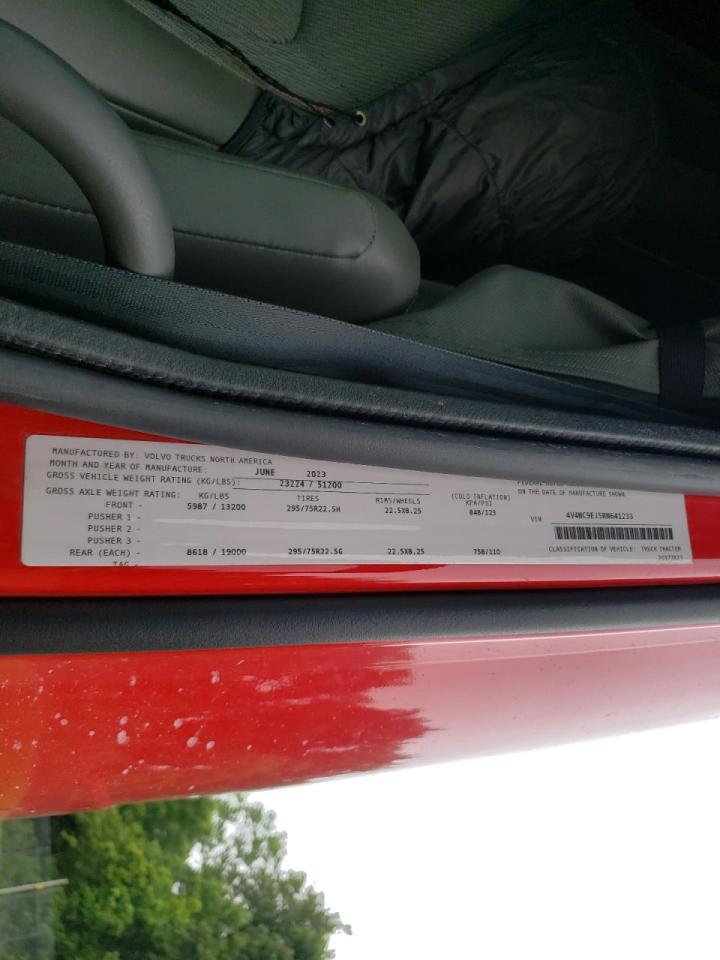 MANUFACTURED BY: VOLVO TRUCKS NORTH AMERICA
MONTH AND YEAR OF MANUFACTURE: JUNE 2023
GROSS VEHICLE WEIGHT RATING (KG/LBS): 23224 / 51200
GROSS AXLE WEIGHT RATING: KG/LBS TIRES RIMS/WHEELS (COLD INFLATION) KPA/PSI
FRONT - 5987 / 13200 295/75R22.5H 22.5X8.25 848/123
PUSHER 1 -
PUSHER 2 -
PUSHER 3 -
REAR (EACH) - 8618 / 19000 295/75R22.5G 22.5X8.25 758/110
TAG -
FEDERAL MOTOR
ON THE DATE OF MANUFACTURE SHOWN.
VIN 4V4WC9EJ5RN641233
CLASSIFICATION OF VEHICLE: TRUCK TRACTOR